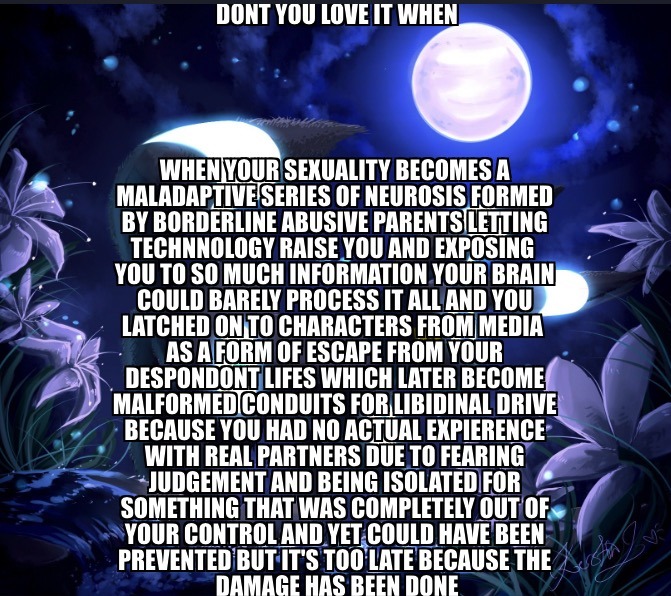 DONT YOU LOVE IT WHEN
WHEN YOUR SEXUALITY BECOMES A
MALADAPTIVE SERIES OF NEUROSIS FORMED
BY BORDERLINE ABUSIVE PARENTS LETTING
TECHNNOLOGY RAISE YOU AND EXPOSING
YOU TO SO MUCH INFORMATION YOUR BRAIN
COULD BARELY PROCESS IT ALL AND YOU
LATCHED ON TO CHARACTERS FROM MEDIA
AS A FORM OF ESCAPE FROM YOUR
DESPONDONT LIFES WHICH LATER BECOME
MALFORMED CONDUITS FOR LIBIDINAL DRIVE
BECAUSE YOU HAD NO ACTUAL EXPIERENCE
WITH REAL PARTNERS DUE TO FEARING
JUDGEMENT AND BEING ISOLATED FOR
SOMETHING THAT WAS COMPLETELY OUT OF
YOUR CONTROL AND YET COULD HAVE BEEN
PREVENTED BUT IT'S TOO LATE BECAUSE THE
DAMAGE HAS BEEN DONE